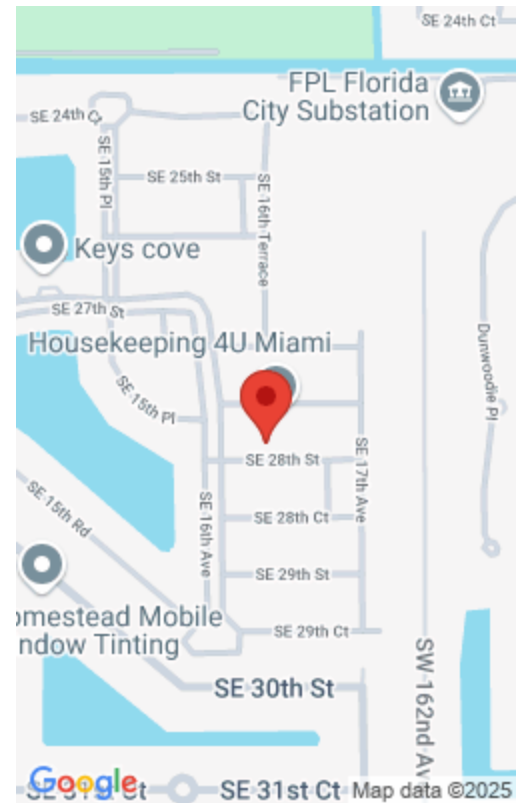 SE 24th Ct
FPL Florida
City Substation
SE 24th Ct
SE 15th Pl
SE 25th St
SE 16th Terrace
Keys cove
SE 27th St
Dunwoodie Pl
Housekeeping 4U Miami
SE 15th Pl
SE 17th Ave
SE 28th St
SE 15th Rd
SE 16th Ave
SE 28th Ct
SE 29th St
omestead Mobile
ndow Tinting
SE 29th Ct
SW 162nd Av
SE 30th St
Google
SE 31st Ct
SE 31st Ct
Map data ©2025